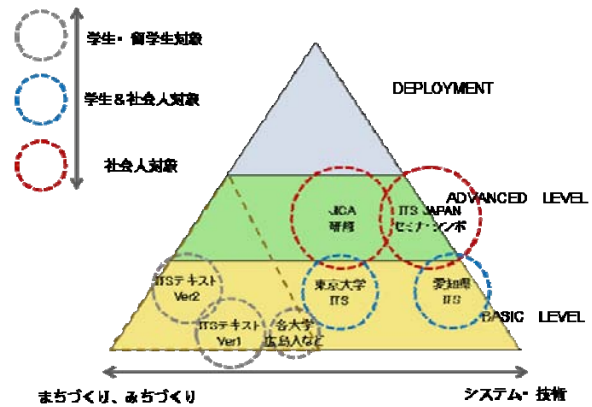 学生・留学生対象
学生&社会人対象
社会人対象
DEPLOYMENT
ADVANCED LEVEL
JICA
研修
ITS JAPAN
セミナ・シンポ
BASIC LEVEL
ITSテキスト
Ver2
ITSテキスト
Ver1
各大学
広島大など
東京大学
ITS
愛知県
ITS
まちづくり、みちづくり
システム・技術